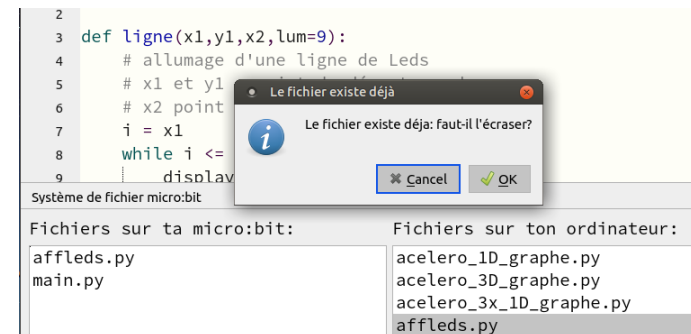 2
3 def ligne(x1,y1,x2,lum=9):
4 # allumage d'une ligne de Leds
5 # x1 et y1
6 # x2 point
7 i = x1
8 while i <=
9 display
Le fichier existe déjà
Le fichier existe déja: faut-il l'écraser?
Cancel
OK
Système de fichier micro:bit
Fichiers sur ta micro:bit:
affleds.py
main.py
Fichiers sur ton ordinateur:
acelero_1D_graphe.py
acelero_3D_graphe.py
acelero_3x_1D_graphe.py
affleds.py